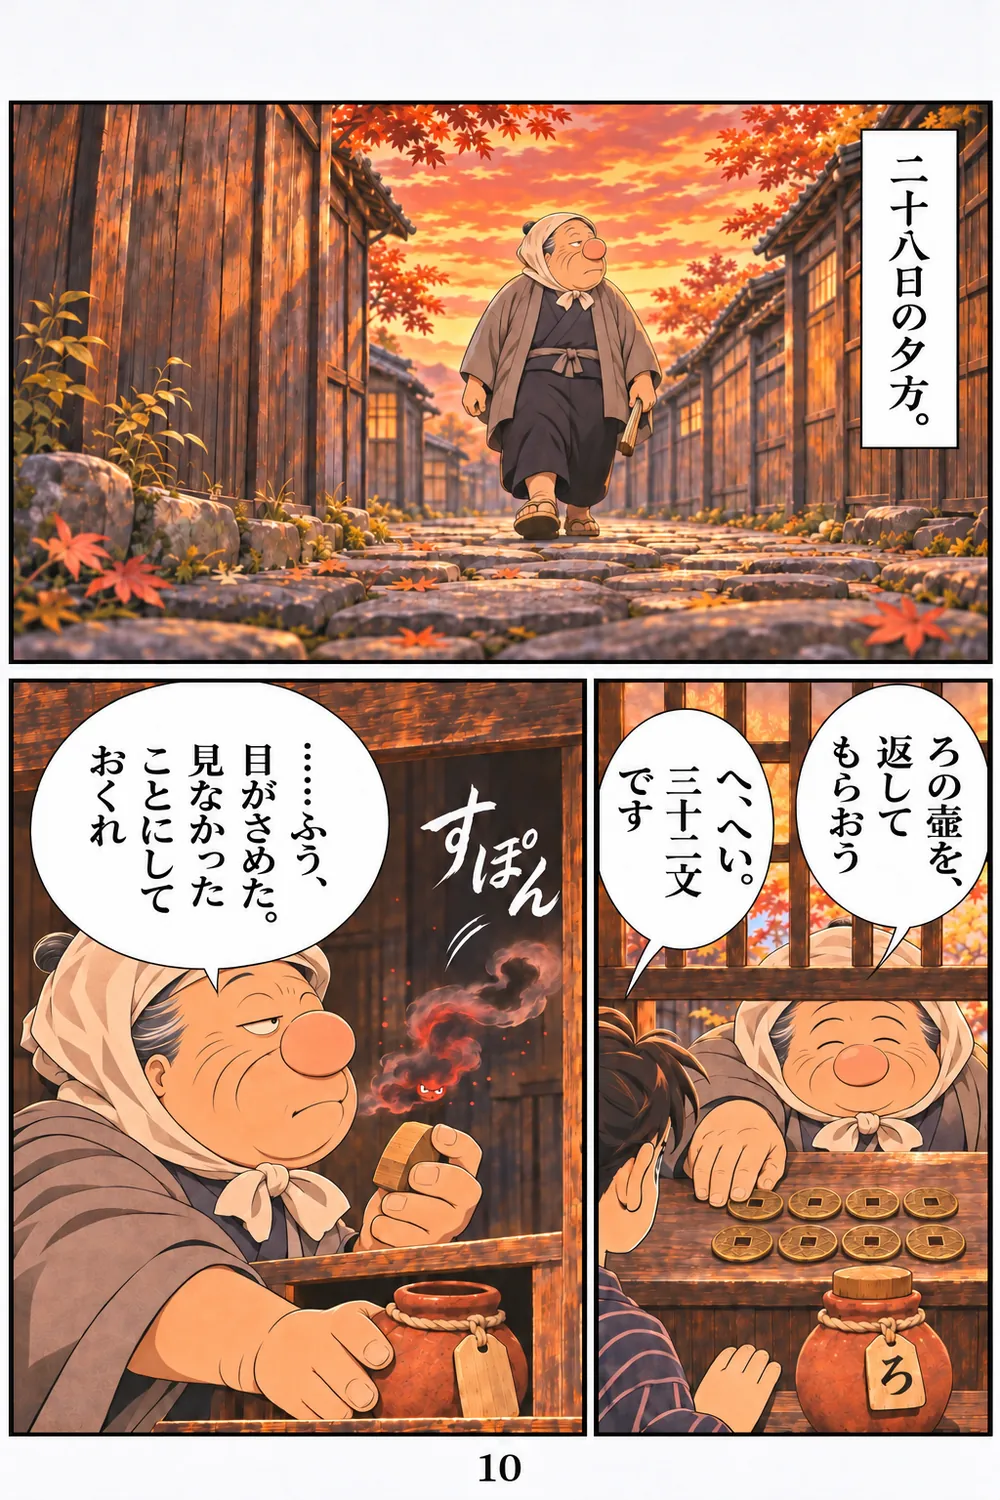 二十八日の夕方。
ろの壺を、
返して
もらおう
へ、へい。
三十二文
です
ろ
すぽん
……ふう、
目がさめた。
見なかった
ことにして
おくれ
10